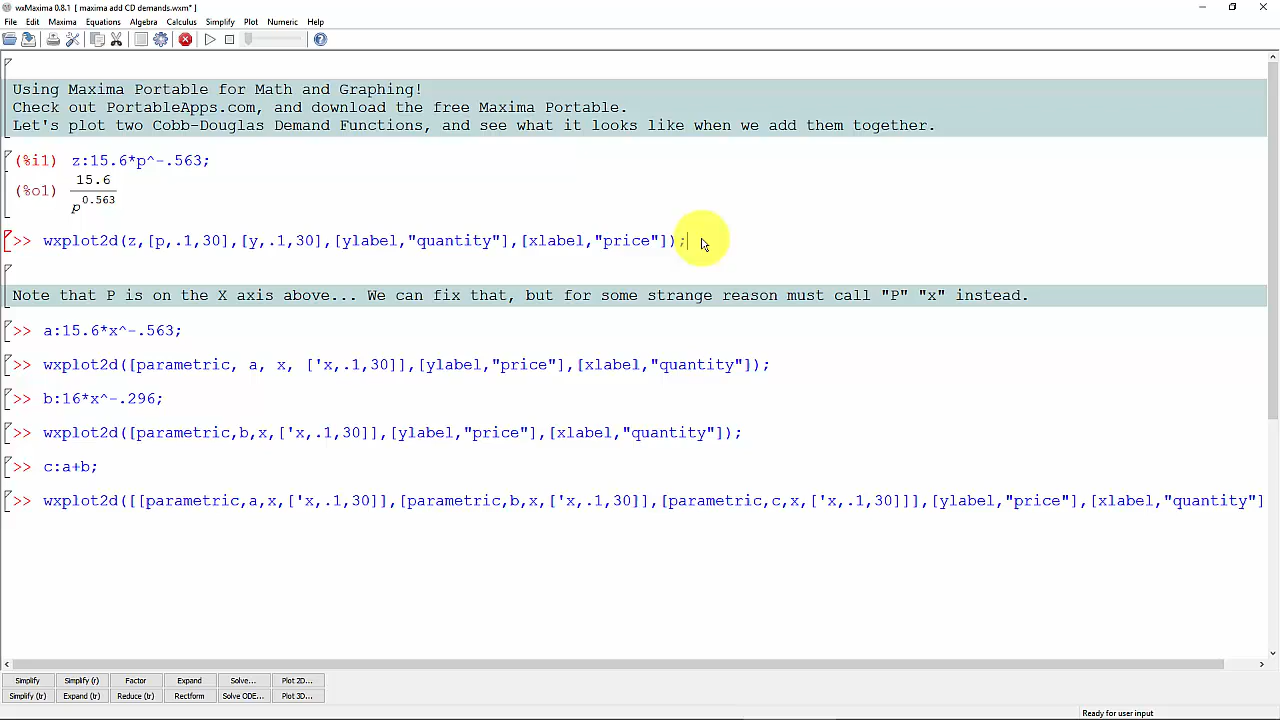 wxMaxima 0.8.1 [ maxima add CD demands.wxm* ]
File Edit Maxima Equations Algebra Calculus Simplify Plot Numeric Help
Using Maxima Portable for Math and Graphing!
Check out PortableApps.com, and download the free Maxima Portable.
Let's plot two Cobb-Douglas Demand Functions, and see what it looks like when we add them together.
(%i1) z:15.6*p^-.563;
(%o1) 15.6
p^0.563
>> wxplot2d(z,[p,.1,30],[y,.1,30],[ylabel,"quantity"],[xlabel,"price"]);
Note that P is on the X axis above... We can fix that, but for some strange reason must call "P" "x" instead.
>> a:15.6*x^-.563;
>> wxplot2d([parametric, a, x, ['x,.1,30]],[ylabel,"price"],[xlabel,"quantity"]);
>> b:16*x^-.296;
>> wxplot2d([parametric,b,x,['x,.1,30]],[ylabel,"price"],[xlabel,"quantity"]);
>> c:a+b;
>> wxplot2d([[parametric,a,x,['x,.1,30]],[parametric,b,x,['x,.1,30]],[parametric,c,x,['x,.1,30]]],[ylabel,"price"],[xlabel,"quantity"]
Simplify Simplify (r) Factor Expand Solve... Plot 2D...
Simplify (tr) Expand (tr) Reduce (tr) Rectform Solve ODE... Plot 3D...
Ready for user input